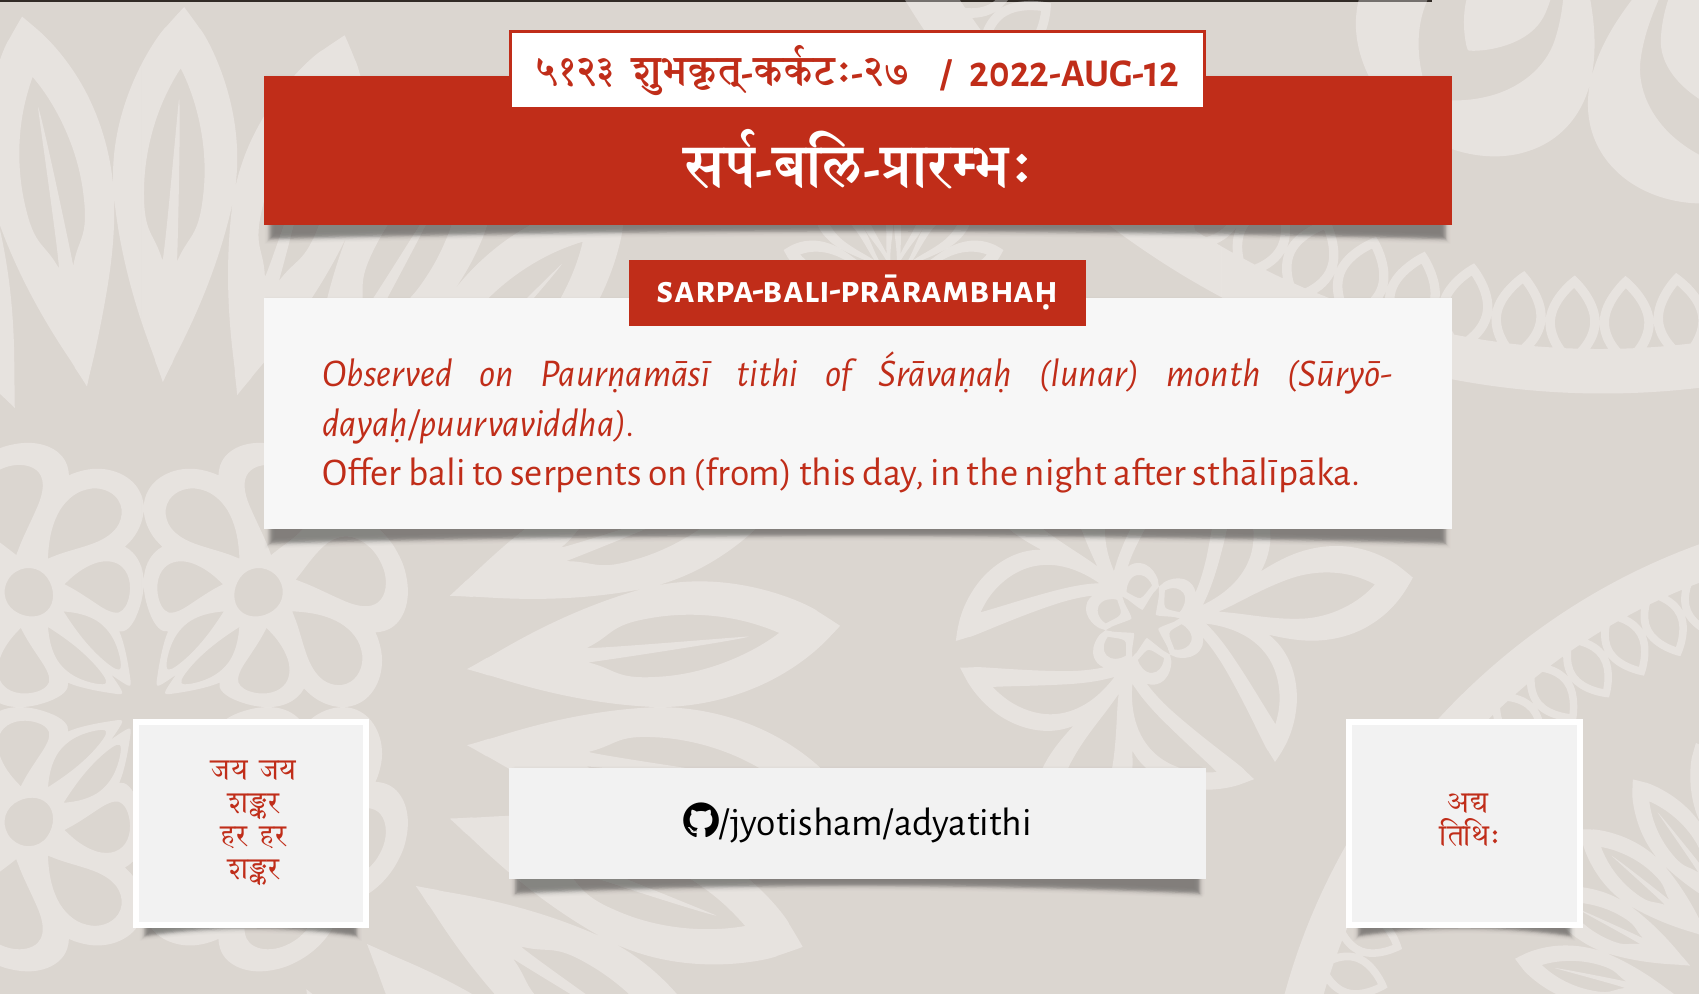 ५१२३ शुभकृत्-कर्कटः-२७ / 2022-AUG-12
सर्प-बलि-प्रारम्भः
SARPA-BALI-PRĀRAMBHAḤ
Observed on Paurṇamāsī tithi of Śrāvaṇaḥ (lunar) month (Sūryō-
dayaḥ/puurvaviddha).
Offer bali to serpents on (from) this day, in the night after sthālīpāka.
जय जय
शङ्कर
हर हर
शङ्कर
/jyotisham/adyatithi
अद्य
तिथिः